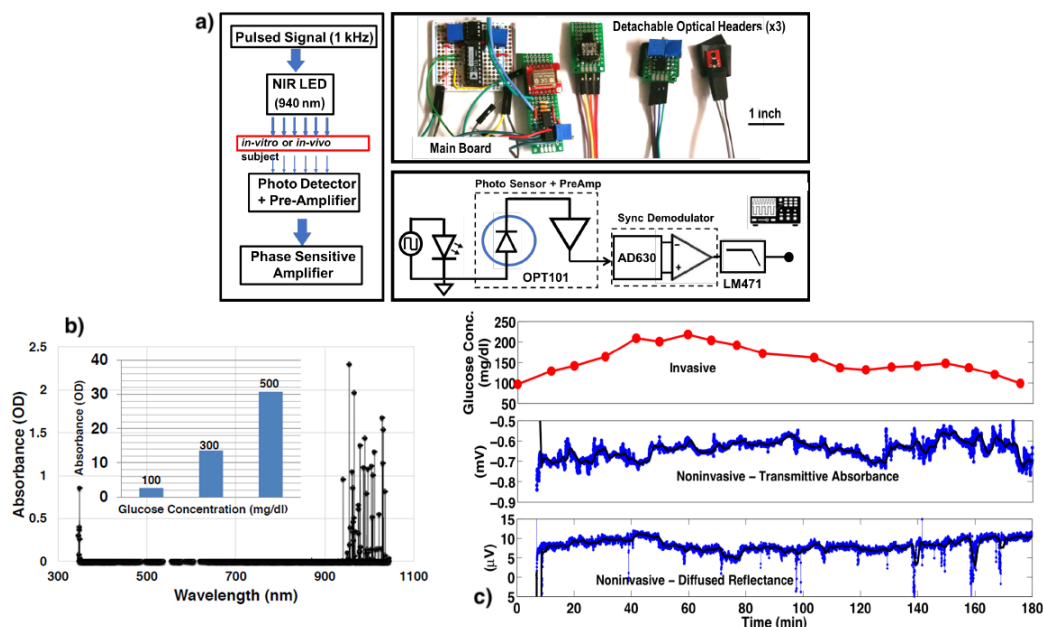 a)
Pulsed Signal (1 kHz)
NIR LED
(940 nm)
in-vitro or in-vivo
subject
Photo Detector
+ Pre-Amplifier
Phase Sensitive
Amplifier
Detachable Optical Headers (x3)
Main Board
1 inch
Photo Sensor + PreAmp
OPT101
Sync Demodulator
AD630
−
+
LM471
b)
Absorbance (OD)
2.5
2
1.5
1
0.5
0
300
500
700
900
1100
Wavelength (nm)
Absorbance (OD)
40
30
20
10
0
100
300
500
Glucose Concentration (mg/dl)
c)
Glucose Conc.
(mg/dl)
250
200
150
100
50
Invasive
(mV)
−0.5
−0.6
−0.7
−0.8
−0.9
Noninvasive − Transmittive Absorbance
(μV)
15
10
5
0
5
Noninvasive − Diffused Reflectance
0
20
40
60
80
100
120
140
160
180
Time (min)